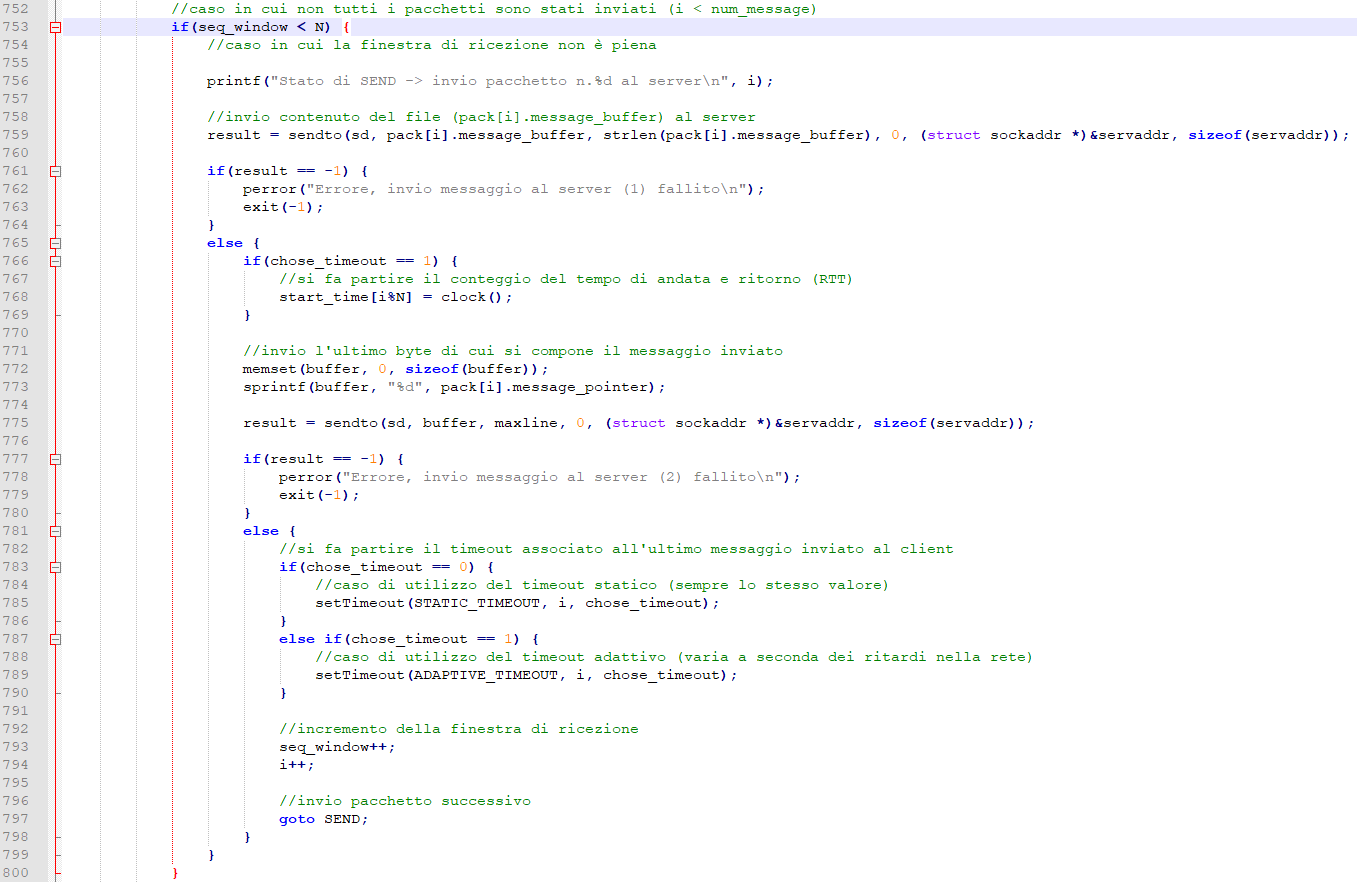 752 //caso in cui non tutti i pacchetti sono stati inviati (i < num_message)
753 if(seq_window < N) {
754 //caso in cui la finestra di ricezione non è piena
755
756 printf("Stato di SEND -> invio pacchetto n.%d al server\n", i);
757
758 //invio contenuto del file (pack[i].message_buffer) al server
759 result = sendto(sd, pack[i].message_buffer, strlen(pack[i].message_buffer), 0, (struct sockaddr *)&servaddr, sizeof(servaddr));
760
761 if(result == -1) {
762 perror("Errore, invio messaggio al server (1) fallito\n");
763 exit(-1);
764 }
765 else {
766 if(chose_timeout == 1) {
767 //si fa partire il conteggio del tempo di andata e ritorno (RTT)
768 start_time[i%N] = clock();
769 }
770
771 //invio l'ultimo byte di cui si compone il messaggio inviato
772 memset(buffer, 0, sizeof(buffer));
773 sprintf(buffer, "%d", pack[i].message_pointer);
774
775 result = sendto(sd, buffer, maxline, 0, (struct sockaddr *)&servaddr, sizeof(servaddr));
776
777 if(result == -1) {
778 perror("Errore, invio messaggio al server (2) fallito\n");
779 exit(-1);
780 }
781 else {
782 //si fa partire il timeout associato all'ultimo messaggio inviato al client
783 if(chose_timeout == 0) {
784 //caso di utilizzo del timeout statico (sempre lo stesso valore)
785 setTimeout(STATIC_TIMEOUT, i, chose_timeout);
786 }
787 else if(chose_timeout == 1) {
788 //caso di utilizzo del timeout adattivo (varia a seconda dei ritardi nella rete)
789 setTimeout(ADAPTIVE_TIMEOUT, i, chose_timeout);
790 }
791
792 //incremento della finestra di ricezione
793 seq_window++;
794 i++;
795
796 //invio pacchetto successivo
797 goto SEND;
798 }
799 }
800 }